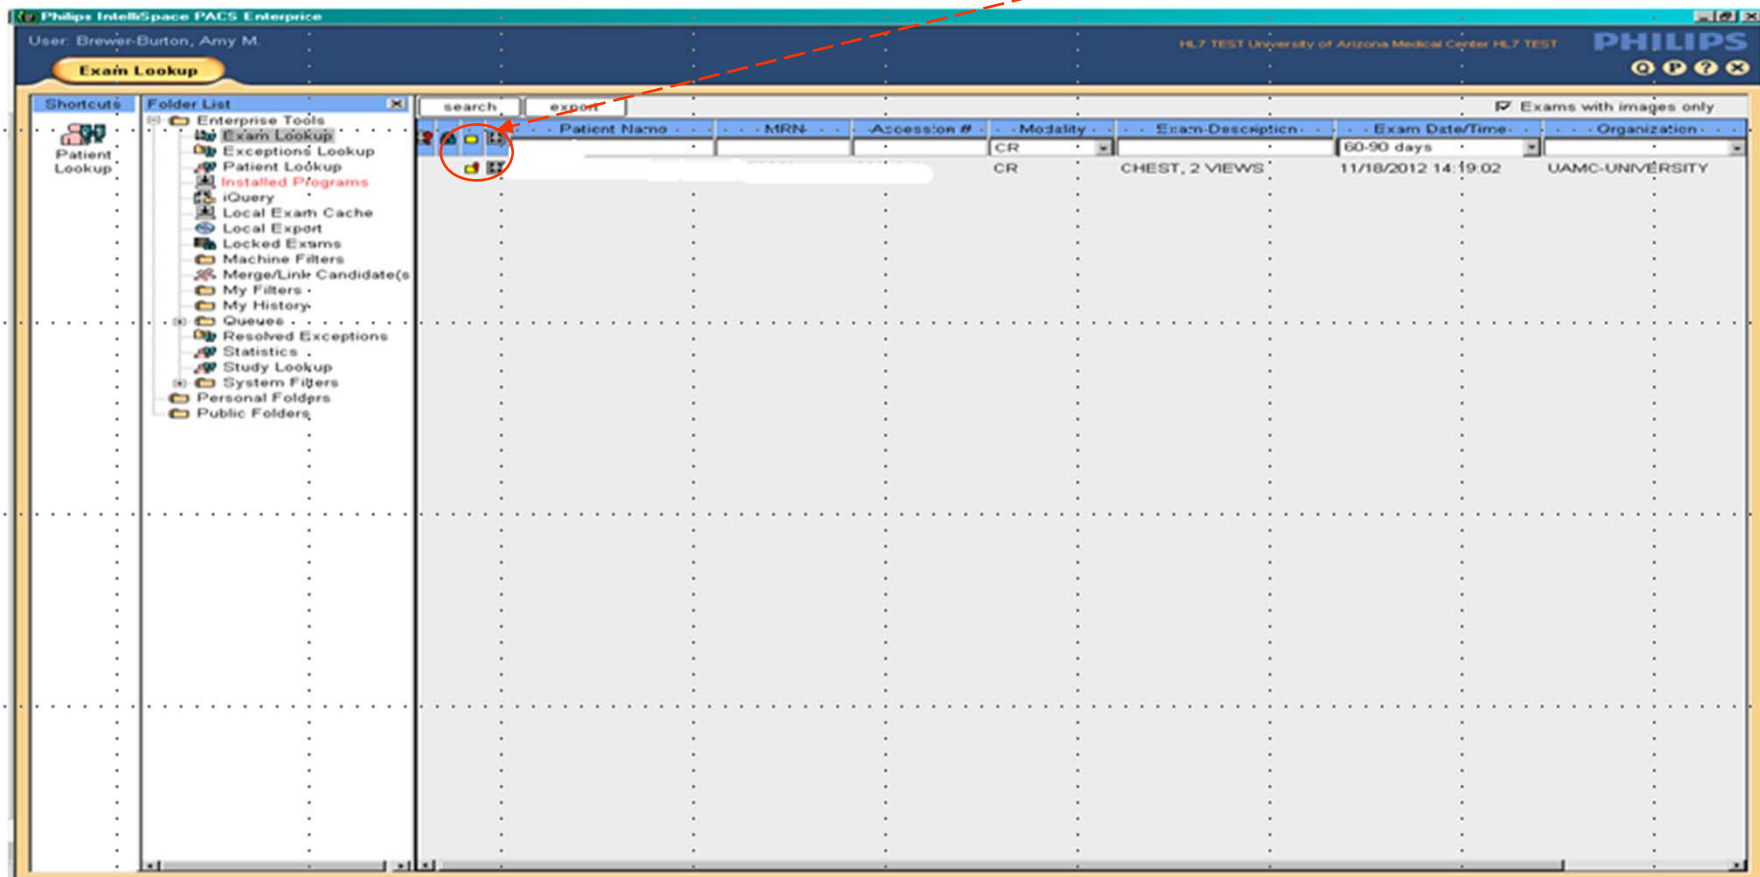 Philips IntelliSpace PACS Enterprice
User: Brewer-Burton, Amy M.
HL7 TEST University of Arizona Medical Center HL7 TEST
PHILIPS
Exam Lookup
Q P ? X
Shortcuts
Patient
Lookup
Folder List
Enterprise Tools
Exam Lookup
Exceptions Lookup
Patient Lookup
Installed Programs
iQuery
Local Exam Cache
Local Export
Locked Exams
Machine Filters
Merge/Link Candidate(s
My Filters
My History
Queues
Resolved Exceptions
Statistics
Study Lookup
System Filters
Personal Folders
Public Folders
search export Exams with images only
Patient Name MRN Accession # Modality Exam Description Exam Date/Time Organization
CR 60-90 days
CR CHEST, 2 VIEWS 11/18/2012 14:19:02 UAMC-UNIVERSITY